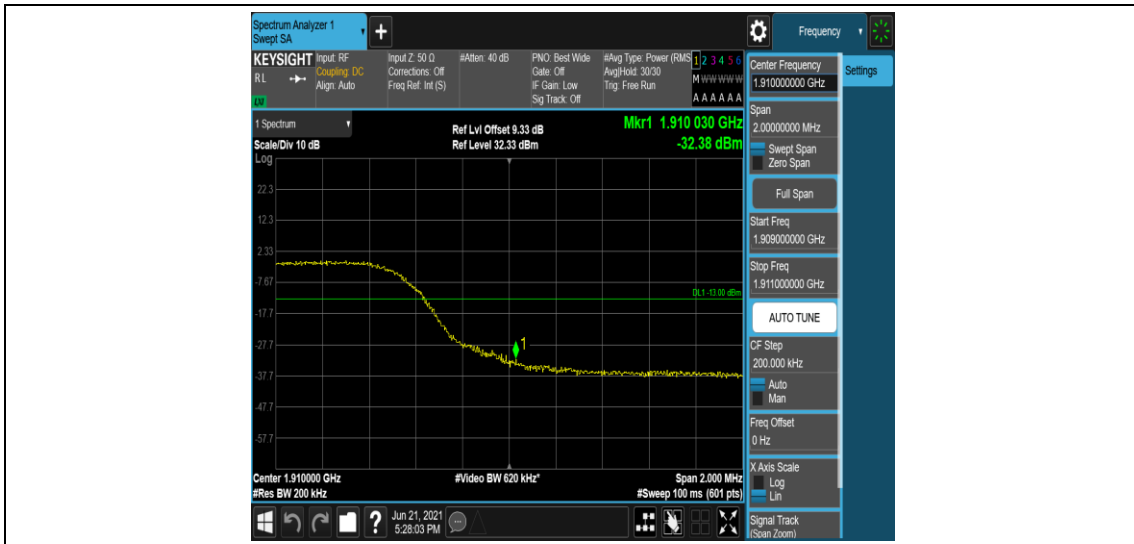 Spectrum Analyzer 1
Swept SA
Frequency
KEYSIGHT
Input: RF
Input Z: 50 Ω
#Atten: 40 dB
PNO: Best Wide
#Avg Type: Power (RMS
1 2 3 4 5 6
RL
Coupling: DC
Corrections: Off
Gate: Off
Avg|Hold: 30/30
M W W W W W
Align: Auto
Freq Ref: Int (S)
IF Gain: Low
Trig: Free Run
Sig Track: Off
A A A A A A
LXI
Center Frequency
1.910000000 GHz
Settings
1 Spectrum
Ref Lvl Offset 9.33 dB
Mkr1 1.910 030 GHz
Scale/Div 10 dB
Ref Level 32.33 dBm
-32.38 dBm
Log
22.3
12.3
2.33
-7.67
DL1 -13.00 dBm
-17.7
-27.7
1
-37.7
-47.7
-57.7
Center 1.910000 GHz
#Video BW 620 kHz*
Span 2.000 MHz
#Res BW 200 kHz
#Sweep 100 ms (601 pts)
Span
2.00000000 MHz
Swept Span
Zero Span
Full Span
Start Freq
1.909000000 GHz
Stop Freq
1.911000000 GHz
AUTO TUNE
CF Step
200.000 kHz
Auto
Man
Freq Offset
0 Hz
X Axis Scale
Log
Lin
Signal Track
(Span Zoom)
Jun 21, 2021
5:28:03 PM